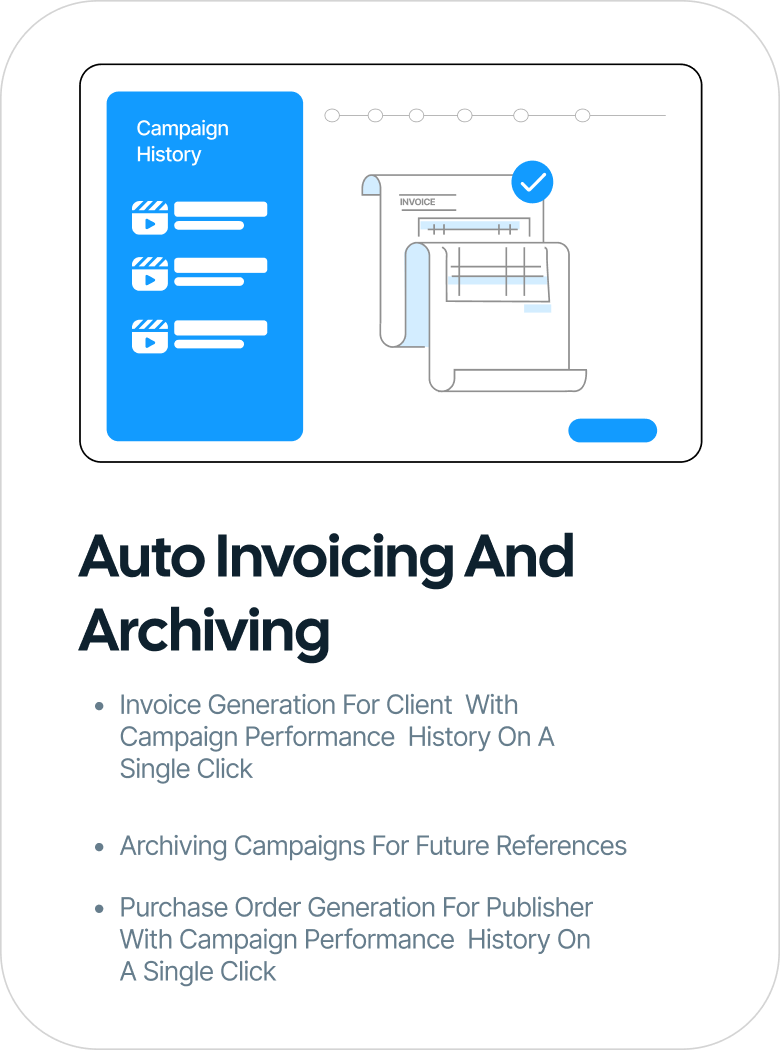 Campaign
History
INVOICE
Auto Invoicing And
Archiving
• Invoice Generation For Client  With
Campaign Performance  History On A
Single Click
• Archiving Campaigns For Future References
• Purchase Order Generation For Publisher
With Campaign Performance  History On
A Single Click